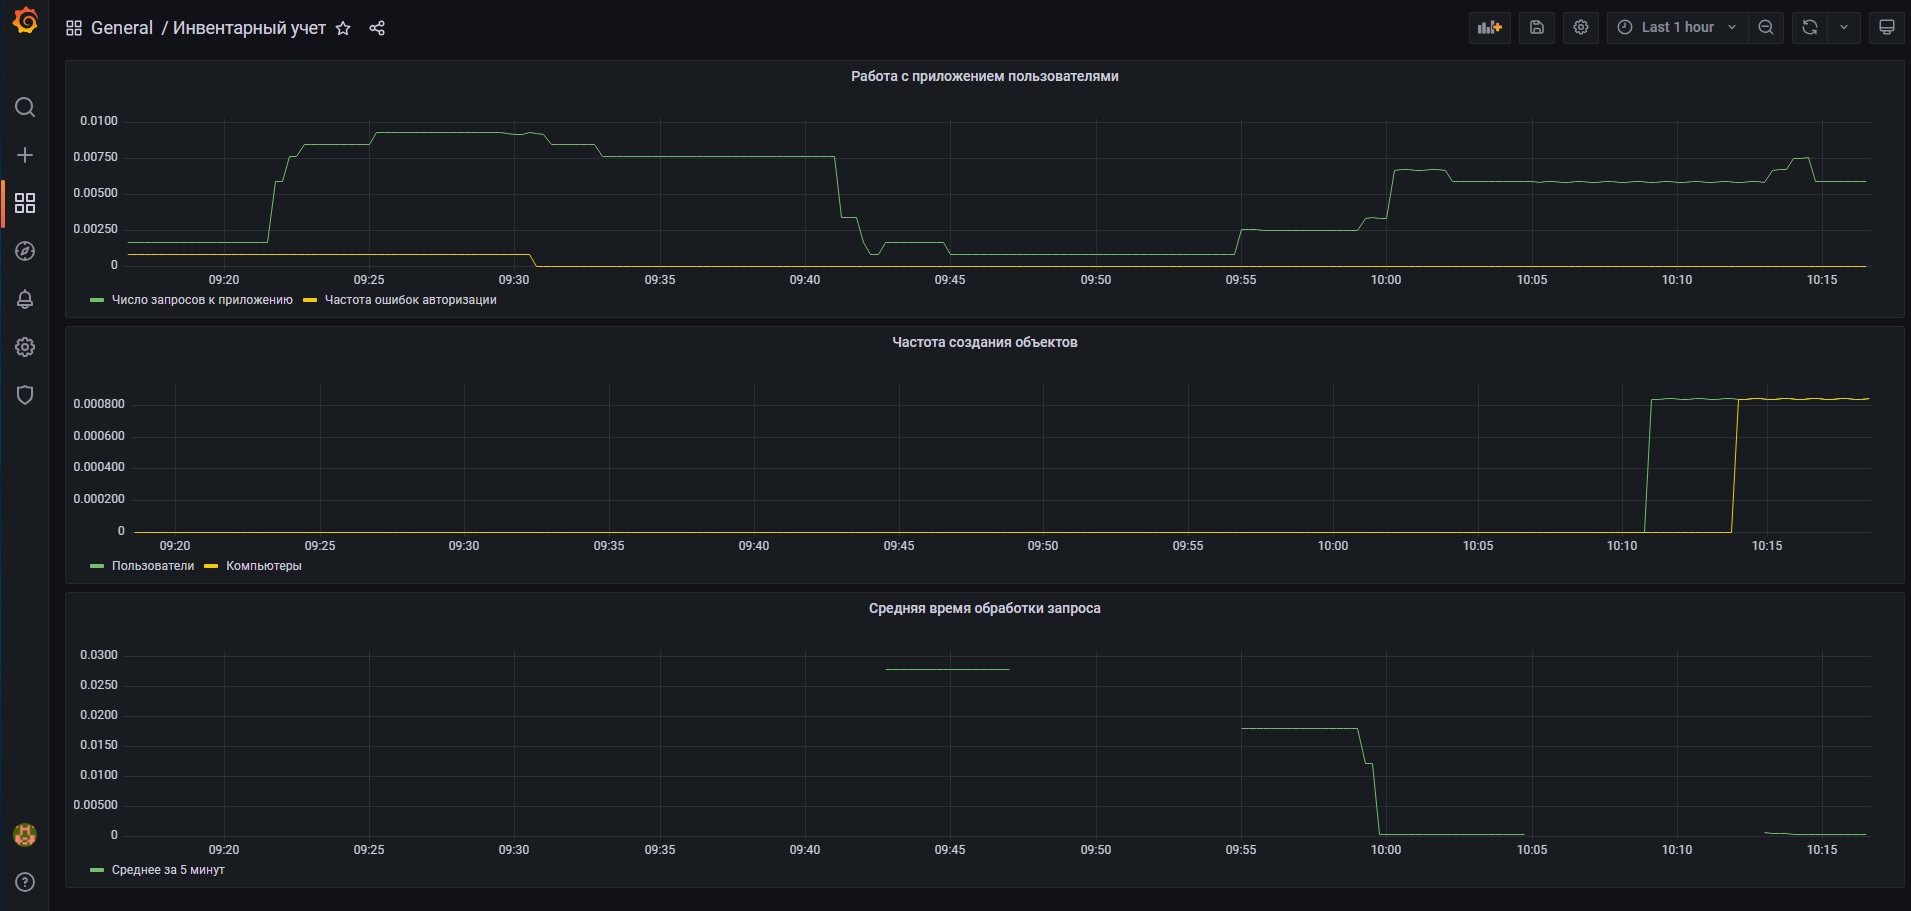 General / Инвентарный учет
Last 1 hour
Работа с приложением пользователями
0.0100
0.00750
0.00500
0.00250
0
09:20 09:25 09:30 09:35 09:40 09:45 09:50 09:55 10:00 10:05 10:10 10:15
Число запросов к приложению Частота ошибок авторизации
Частота создания объектов
0.000800
0.000600
0.000400
0.000200
0
09:20 09:25 09:30 09:35 09:40 09:45 09:50 09:55 10:00 10:05 10:10 10:15
Пользователи Компьютеры
Средняя время обработки запроса
0.0300
0.0250
0.0200
0.0150
0.0100
0.00500
0
09:20 09:25 09:30 09:35 09:40 09:45 09:50 09:55 10:00 10:05 10:10 10:15
Среднее за 5 минут